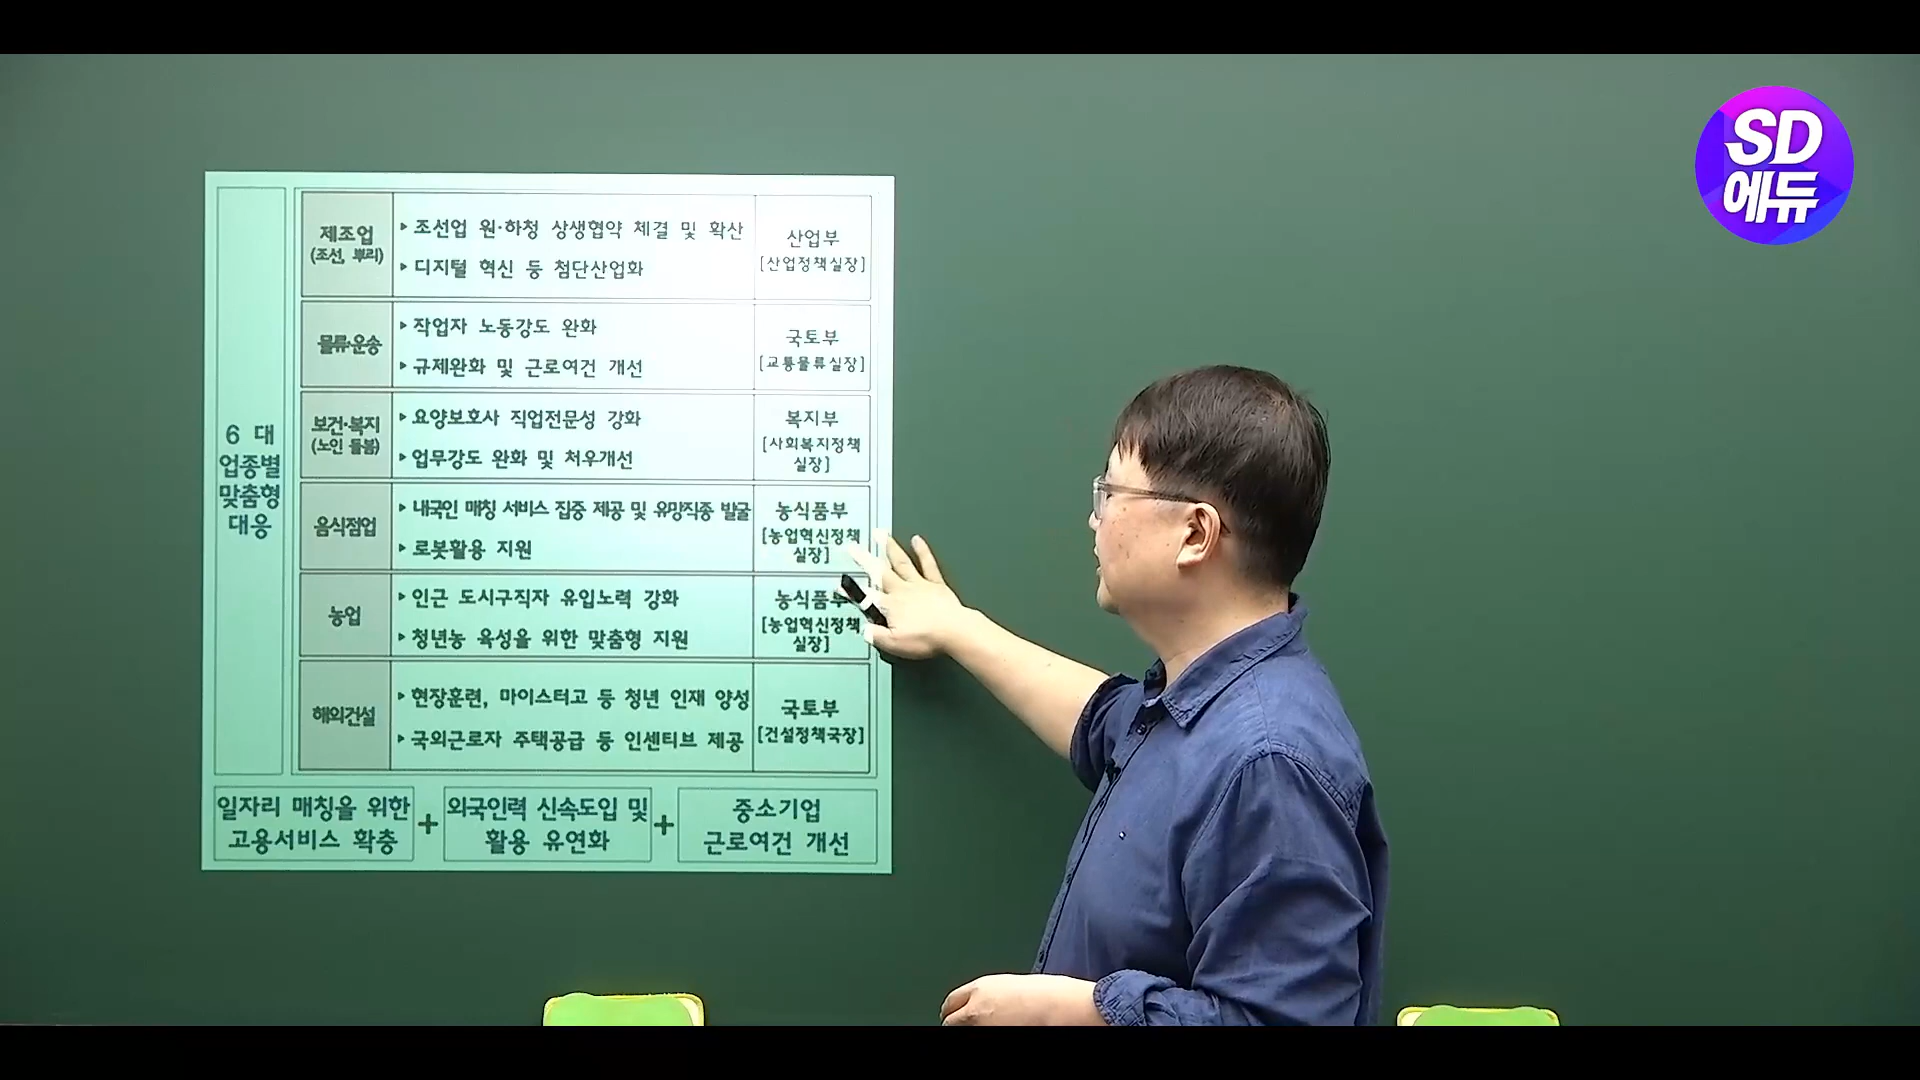 SD
에듀
6 대
업종별
맞춤형
대응
제조업
(조선, 뿌리)
▸조선업 원·하청 상생협약 체결 및 확산
▸디지털 혁신 등 첨단산업화
산업부
[산업정책실장]
물류·운송
▸작업자 노동강도 완화
▸규제완화 및 근로여건 개선
국토부
[교통물류실장]
보건·복지
(노인 돌봄)
▸요양보호사 직업전문성 강화
▸업무강도 완화 및 처우개선
복지부
[사회복지정책
실장]
음식점업
▸내국인 매칭 서비스 집중 제공 및 유망직종 발굴
▸로봇활용 지원
농식품부
[농업혁신정책
실장]
농업
▸인근 도시구직자 유입노력 강화
▸청년농 육성을 위한 맞춤형 지원
농식품부
[농업혁신정책
실장]
해외건설
▸현장훈련, 마이스터고 등 청년 인재 양성
▸국외근로자 주택공급 등 인센티브 제공
국토부
[건설정책국장]
일자리 매칭을 위한
고용서비스 확충
+
외국인력 신속도입 및
활용 유연화
+
중소기업
근로여건 개선